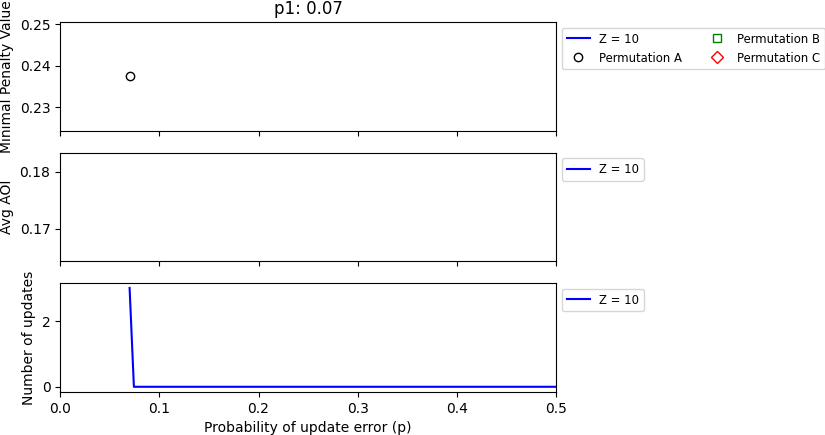 p1: 0.07
Minimal Penalty Value
0.25
0.24
0.23
Z = 10
Permutation A
Permutation B
Permutation C
Avg AOI
0.18
0.17
Z = 10
Number of updates
2
0
Z = 10
0.0 0.1 0.2 0.3 0.4 0.5
Probability of update error (p)